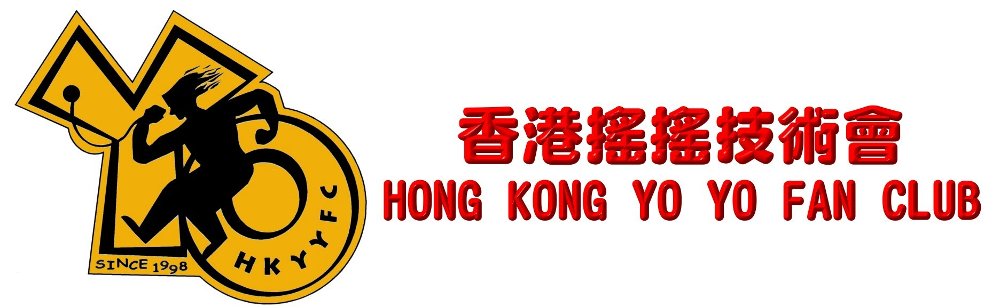 SINCE 1998
HKYYFC
香港搖搖技術會
HONG KONG YO YO FAN CLUB